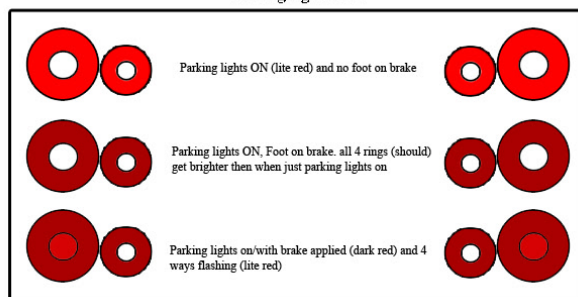 Parking lights ON (lite red) and no foot on brake
Parking lights ON, Foot on brake. all 4 rings (should)
get brighter then when just parking lights on
Parking lights on/with brake applied (dark red) and 4
ways flashing (lite red)